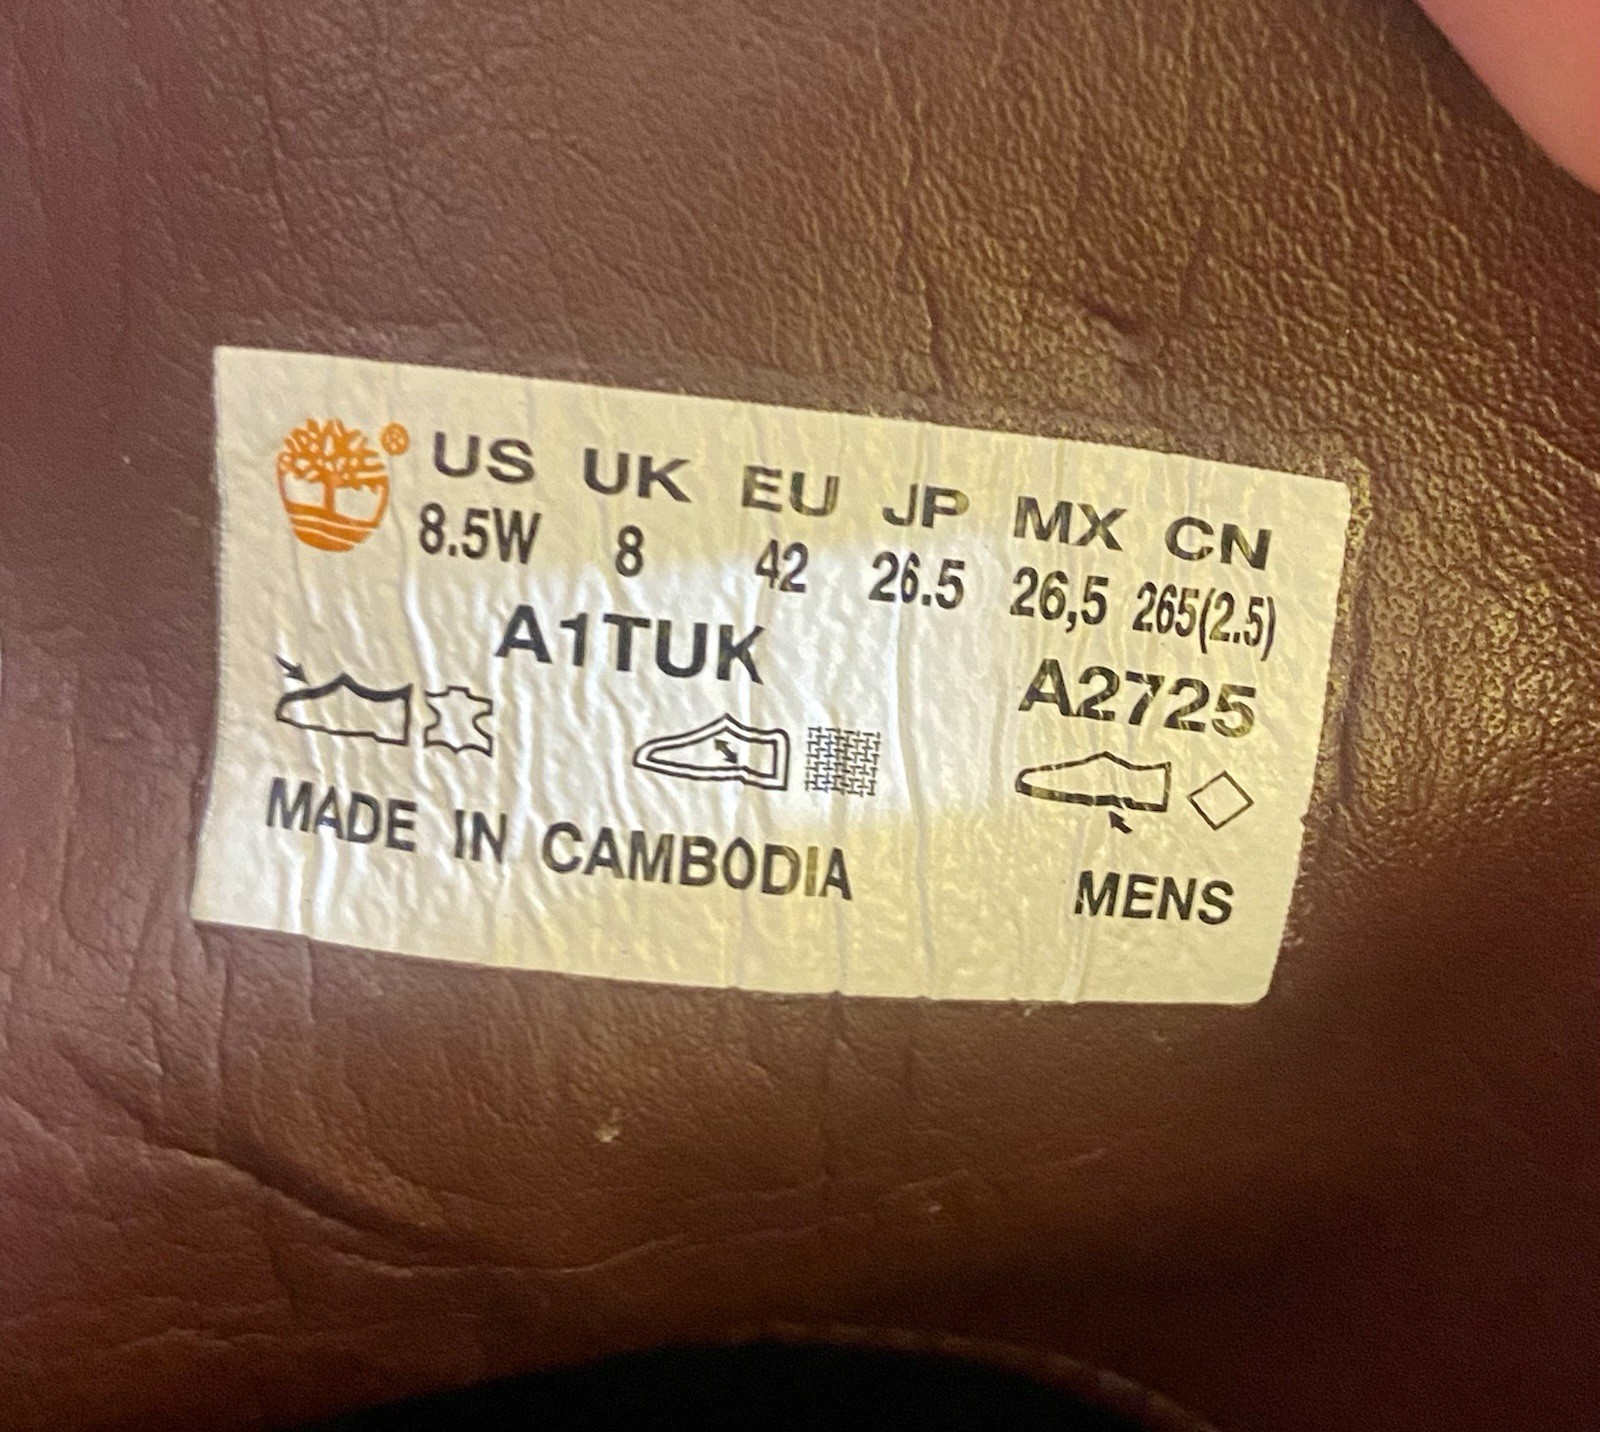 ® US UK EU JP MX CN
8.5W 8 42 26.5 26,5 265(2.5)
A1TUK A2725
MADE IN CAMBODIA MENS